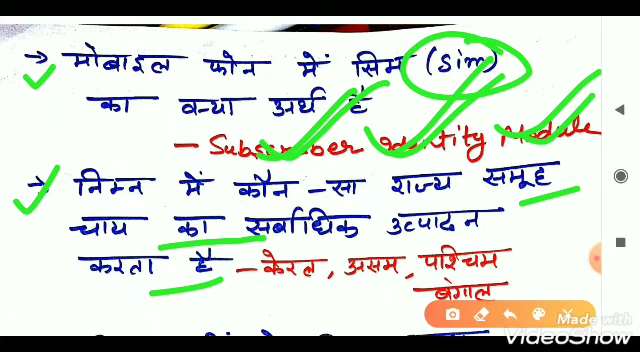 → मोबाइल फोन में सिम (Sim)
का क्या अर्थ है
— Subscriber Identity Module
→ निम्न में कौन-सा राज्य समूह
चाय का सर्वाधिक उत्पादन
करता है — केरल, असम, पश्चिम
बंगाल
Made with
VideoShow